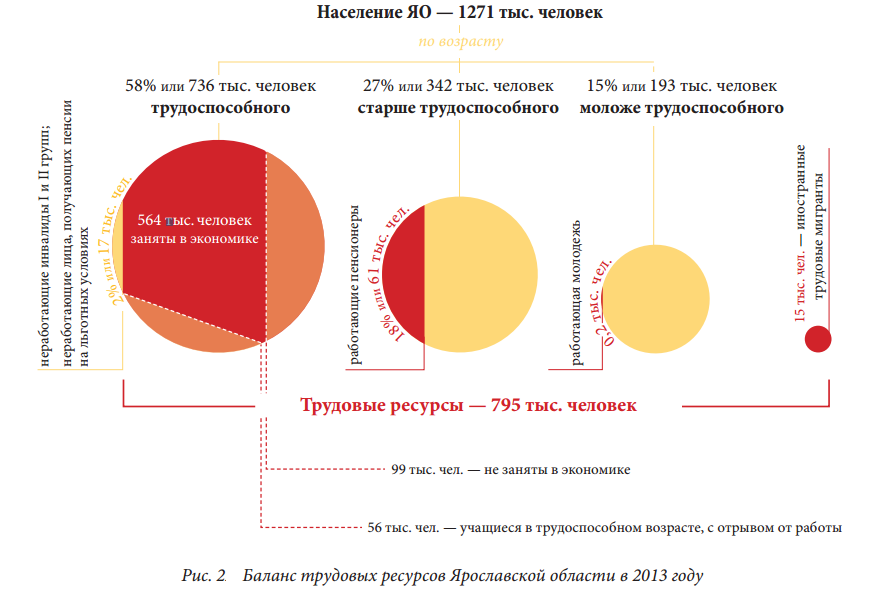 Население ЯО — 1271 тыс. человек
по возрасту
58% или 736 тыс. человек
трудоспособного
27% или 342 тыс. человек
старше трудоспособного
15% или 193 тыс. человек
моложе трудоспособного
неработающие инвалиды I и II групп;
неработающие лица, получающих пенсии
на льготных условиях
2% или 17 тыс. чел.
564 тыс. человек
заняты в экономике
работающие пенсионеры
18% или 61 тыс. чел.
работающая молодежь
0,2 тыс. чел.
15 тыс. чел. — иностранные
трудовые мигранты
Трудовые ресурсы — 795 тыс. человек
99 тыс. чел. — не заняты в экономике
56 тыс. чел. — учащиеся в трудоспособном возрасте, с отрывом от работы
Рис. 2 Баланс трудовых ресурсов Ярославской области в 2013 году